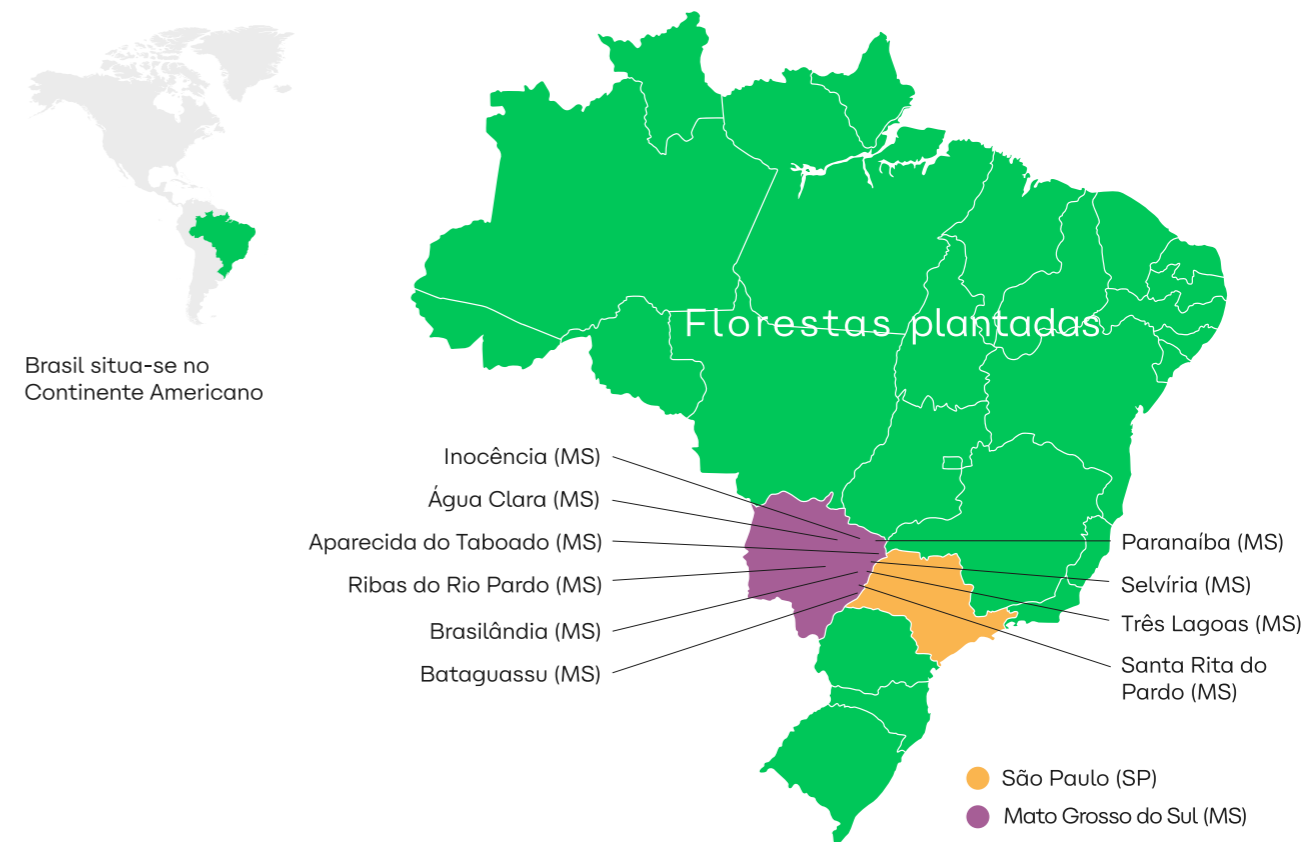 Florestas plantadas
Brasil situa-se no
Continente Americano
Inocência (MS)
Água Clara (MS)
Aparecida do Taboado (MS)
Ribas do Rio Pardo (MS)
Brasilândia (MS)
Bataguassu (MS)
Paranaíba (MS)
Selvíria (MS)
Três Lagoas (MS)
Santa Rita do
Pardo (MS)
São Paulo (SP)
Mato Grosso do Sul (MS)